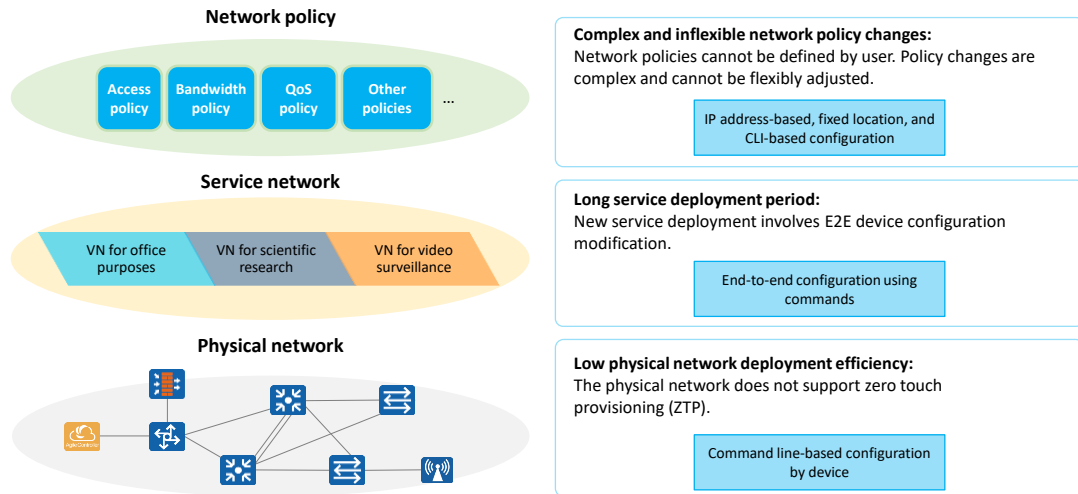 Network policy
Access
policy
Bandwidth
policy
QoS
policy
Other
policies
...
Complex and inflexible network policy changes:
Network policies cannot be defined by user. Policy changes are
complex and cannot be flexibly adjusted.
IP address-based, fixed location, and
CLI-based configuration
Service network
VN for office
purposes
VN for scientific
research
VN for video
surveillance
Long service deployment period:
New service deployment involves E2E device configuration
modification.
End-to-end configuration using
commands
Physical network
AgileController
Low physical network deployment efficiency:
The physical network does not support zero touch
provisioning (ZTP).
Command line-based configuration
by device